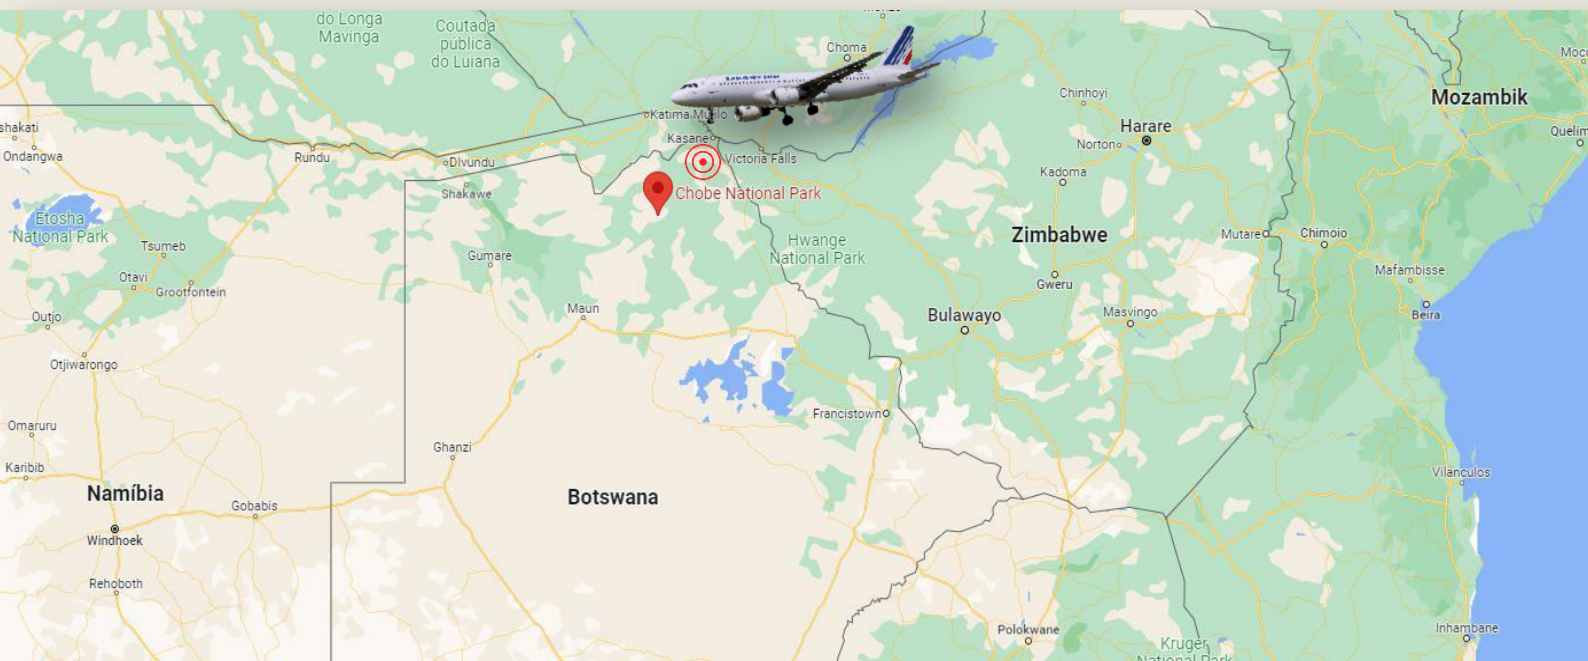 do Longa
Mavinga
Coutada
pública
do Luiana
Choma
Katima Mulilo
Kasane
Victoria Falls
Chobe National Park
Chinhoyi
Harare
Norton
Kadoma
Mozambik
Ondangwa
Rundu
Divundu
Shakawe
Etosha
National Park
Tsumeb
Otavi
Grootfontein
Gumare
Hwange
National Park
Zimbabwe
Mutare
Chimoio
Mafambisse
Gweru
Beira
Outjo
Maun
Bulawayo
Masvingo
Otjiwarongo
Francistown
Omaruru
Ghanzi
Karibib
Vilanculos
Namíbia
Gobabis
Botswana
Windhoek
Rehoboth
Polokwane
Kruger
National Park
Inhambane